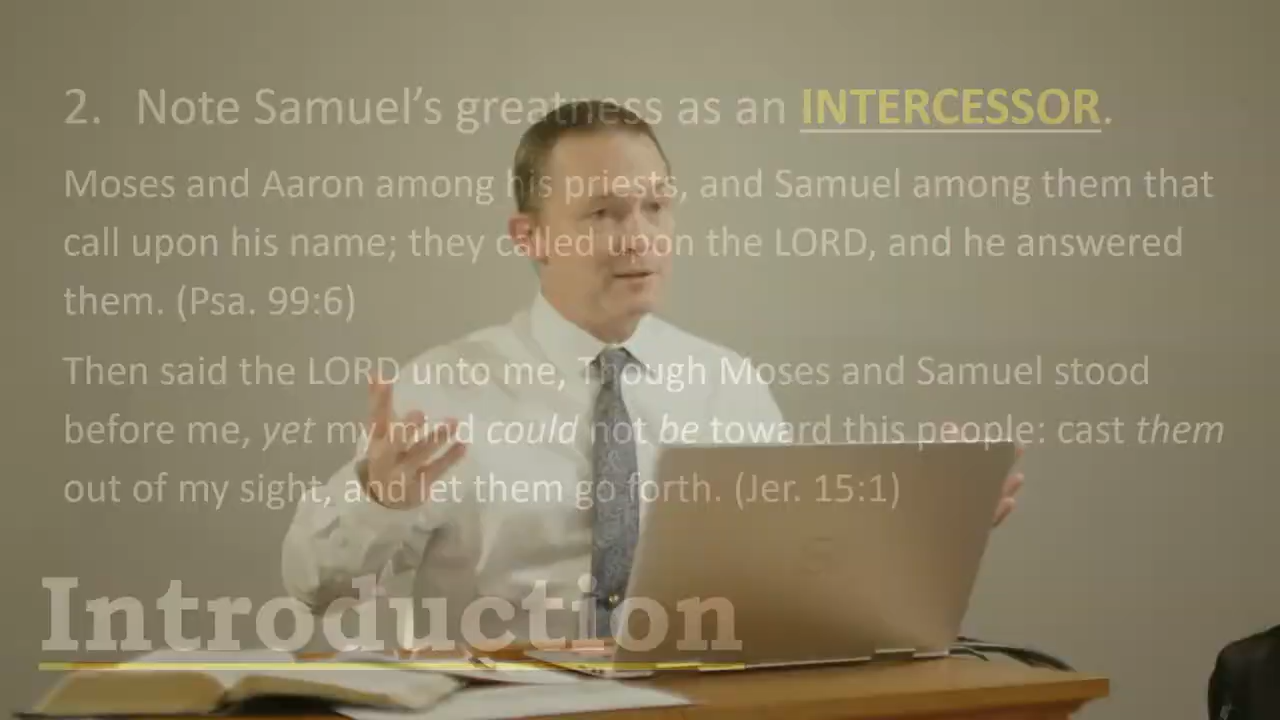 2. Note Samuel’s greatness as an INTERCESSOR.
Moses and Aaron among his priests, and Samuel among them that
call upon his name; they called upon the LORD, and he answered
them. (Psa. 99:6)
Then said the LORD unto me, Though Moses and Samuel stood
before me, yet my mind could not be toward this people: cast them
out of my sight, and let them go forth. (Jer. 15:1)
Introduction